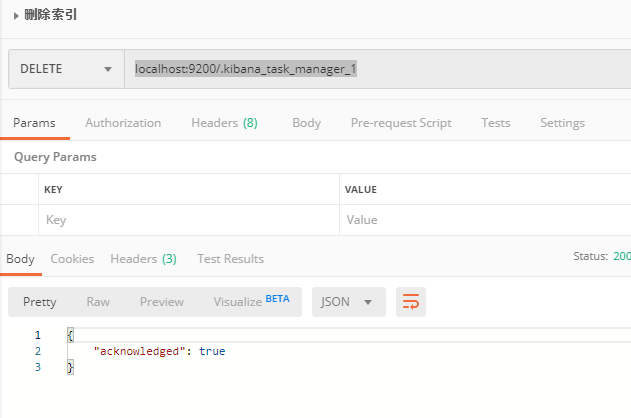 删除索引
DELETE localhost:9200/.kibana_task_manager_1
Params Authorization Headers (8) Body Pre-request Script Tests Settings
Query Params
KEY VALUE
Key Value
Body Cookies Headers (3) Test Results Status: 200
Pretty Raw Preview Visualize BETA JSON
1 {
2 "acknowledged": true
3 }